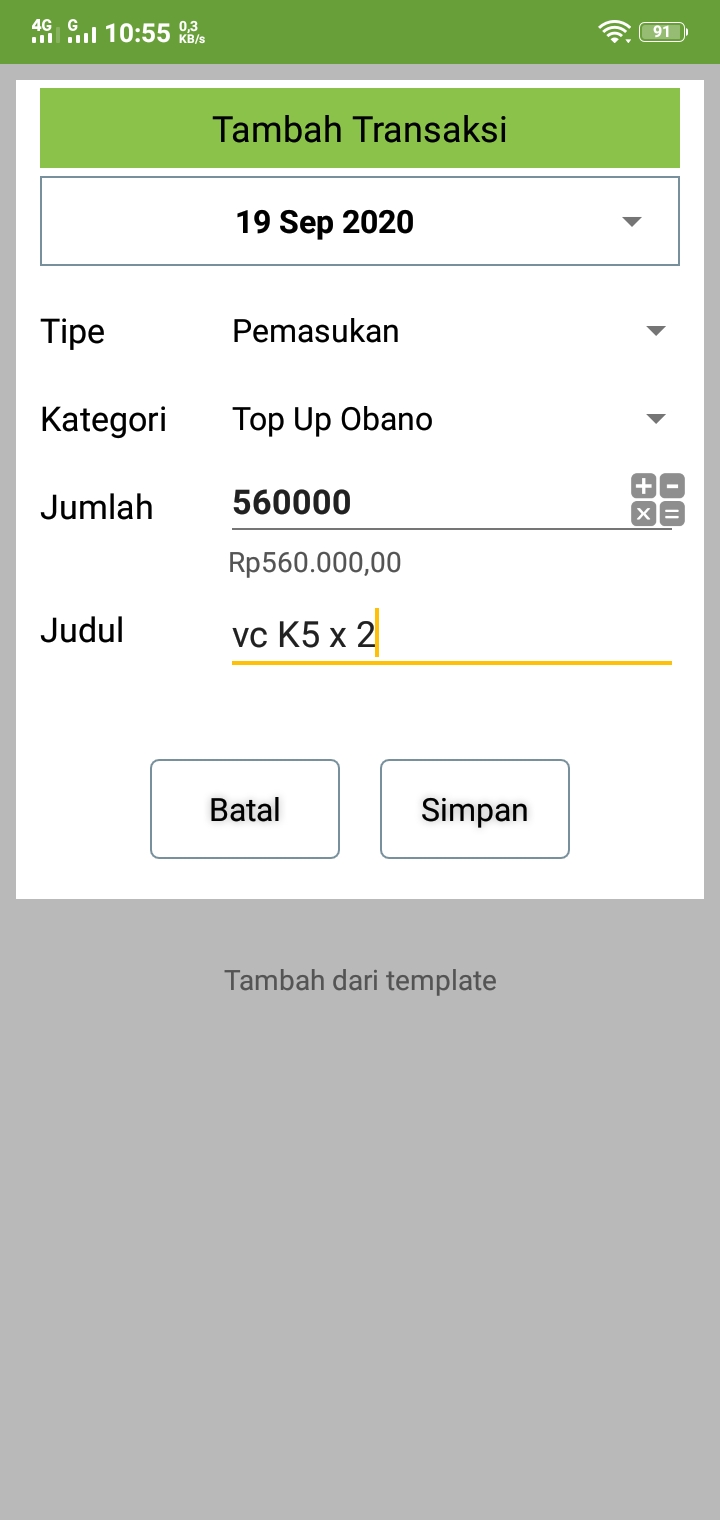 4G G 10:55 0,3 KB/s 91
Tambah Transaksi
19 Sep 2020
Tipe Pemasukan
Kategori Top Up Obano
Jumlah 560000
Rp560.000,00
Judul vc K5 x 2
Batal Simpan
Tambah dari template